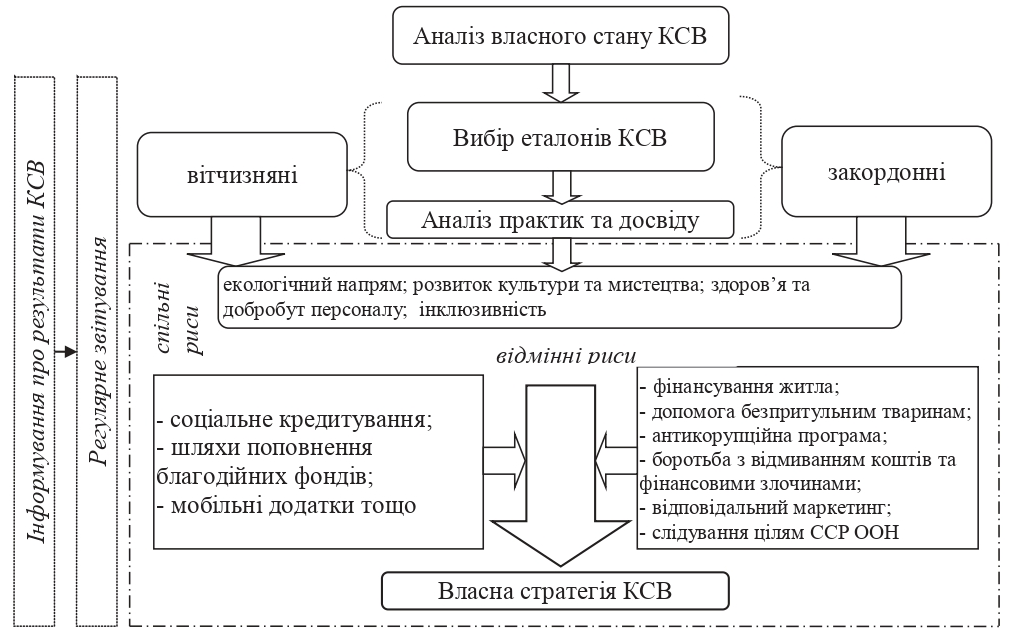 Аналіз власного стану КСВ
Вибір еталонів КСВ
вітчизняні
закордонні
Аналіз практик та досвіду
Інформування про результати КСВ
Регулярне звітування
спільні
риси
екологічний напрям; розвиток культури та мистецтва; здоров’я та
добробут персоналу; інклюзивність
відмінні риси
- соціальне кредитування;
- шляхи поповнення
благодійних фондів;
- мобільні додатки тощо
- фінансування житла;
- допомога безпритульним тваринам;
- антикорупційна програма;
- боротьба з відмиванням коштів та
фінансовими злочинами;
- відповідальний маркетинг;
- слідування цілям ССР ООН
Власна стратегія КСВ